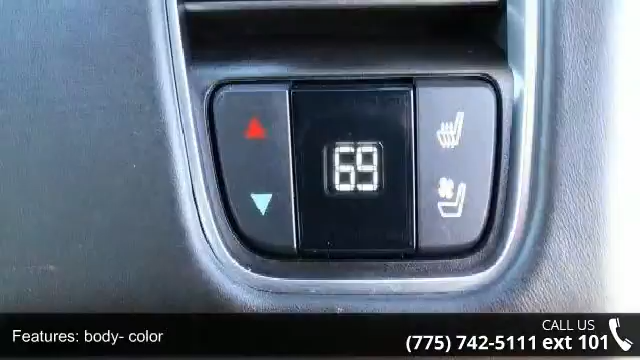 69
CALL US
Features: body- color
(775) 742-5111 ext 101